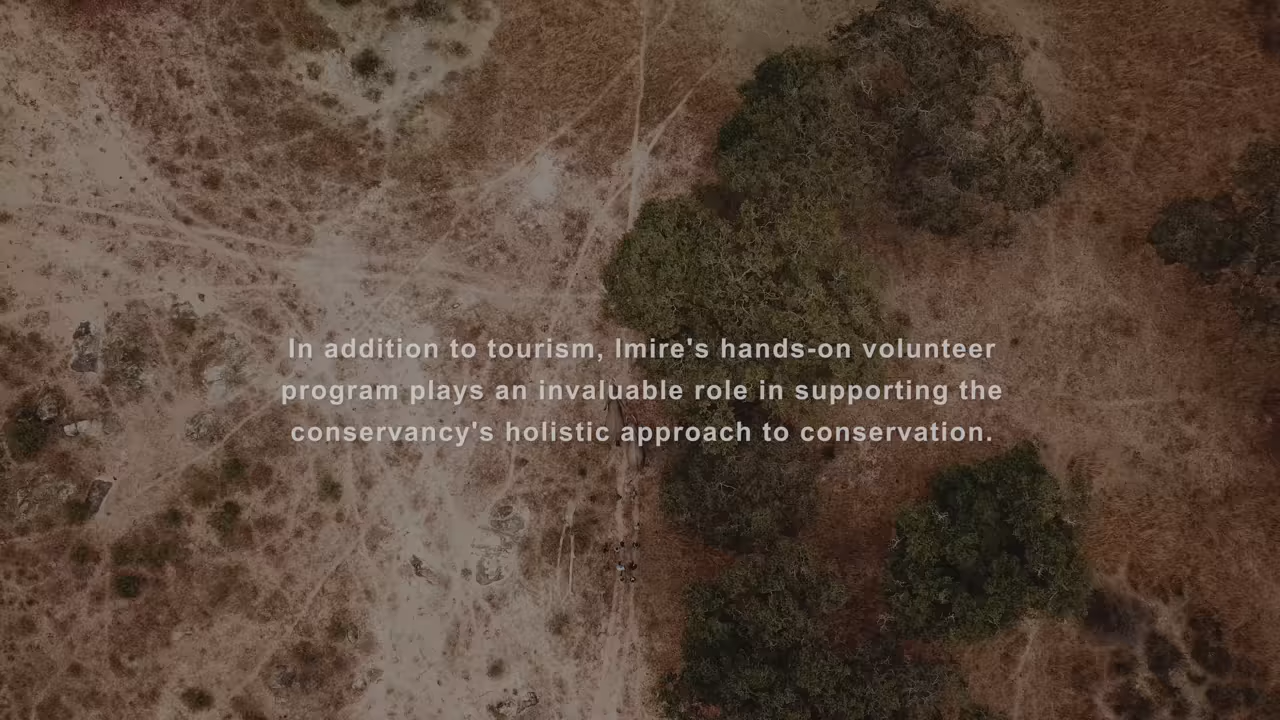 In addition to tourism, Imire's hands-on volunteer
program plays an invaluable role in supporting the
conservancy's holistic approach to conservation.